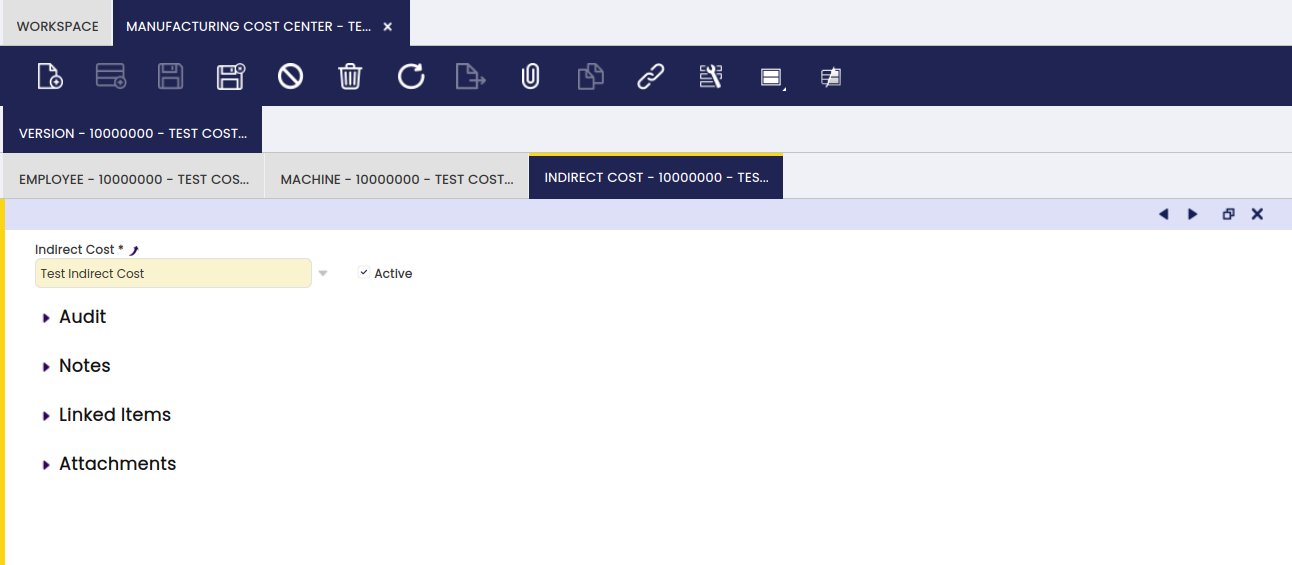 WORKSPACE
MANUFACTURING COST CENTER - TE...
VERSION - 10000000 - TEST COST...
EMPLOYEE - 10000000 - TEST COS...
MACHINE - 10000000 - TEST COST...
INDIRECT COST - 10000000 - TES...
Indirect Cost *
Test Indirect Cost
Active
Audit
Notes
Linked Items
Attachments